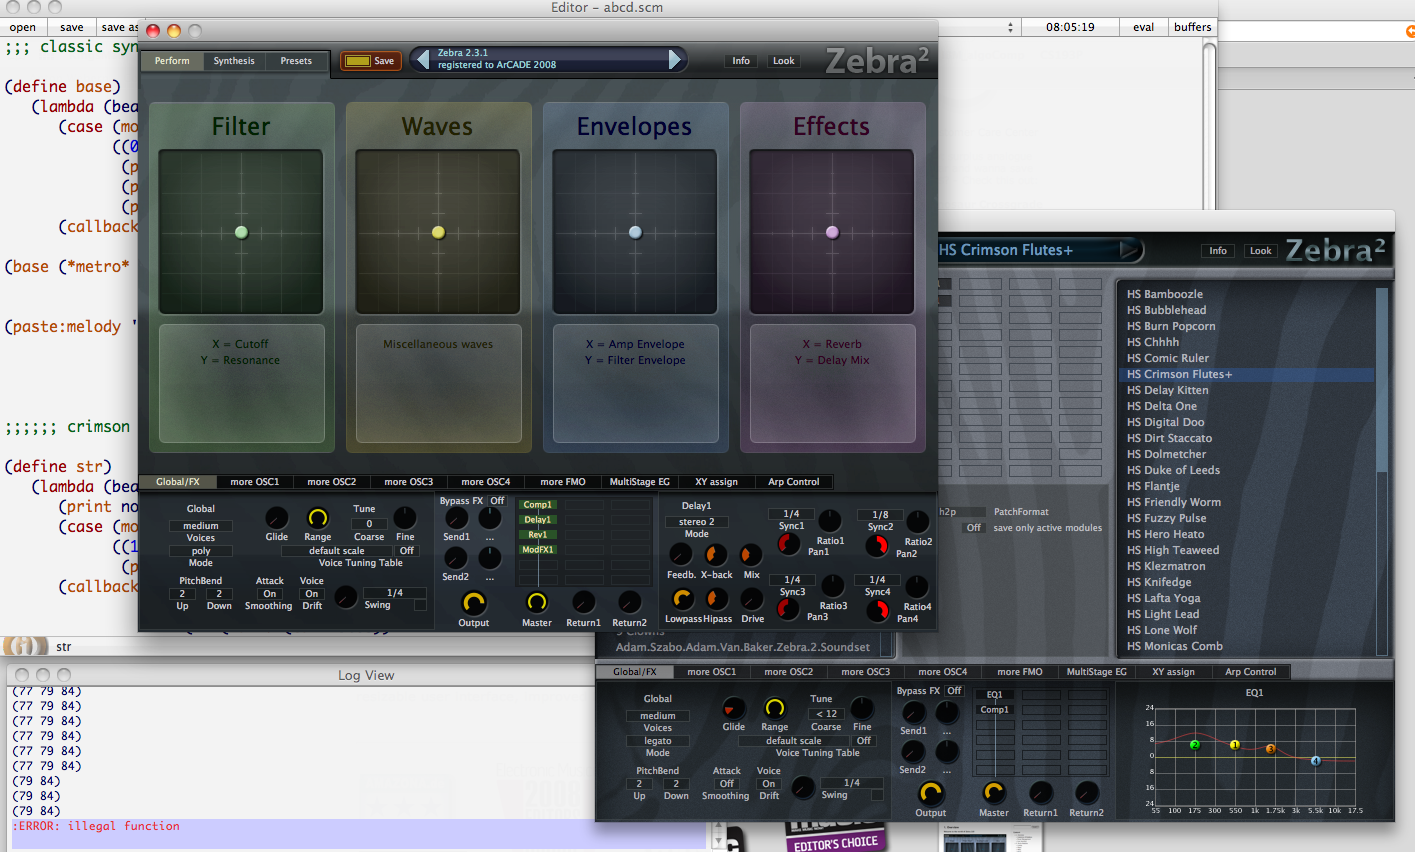 Editor – abcd.scm
open save save as
08:05:19 eval buffers
;;; classic syn
(define base)
(lambda (bea
(case (mo
((0
(p
(p
(p
(callback
(base (*metro*
(paste:melody '
;;;;;; crimson
(define str)
(lambda (bea
(print no
(case (mo
((1
(p
(callback
str
Perform Synthesis Presets
Save
Zebra 2.3.1
registered to ArCADE 2008
Info Look
Zebra2
Filter
X = Cutoff
Y = Resonance
Waves
Miscellaneous waves
Envelopes
X = Amp Envelope
Y = Filter Envelope
Effects
X = Reverb
Y = Delay Mix
Global/FX more OSC1 more OSC2 more OSC3 more OSC4 more FMO MultiStage EG XY assign Arp Control
Global
medium
Voices
poly
Mode
Glide Range
Tune
0
Coarse Fine
default scale Off
Voice Tuning Table
PitchBend
2 2
Up Down
Attack
On
Smoothing
Voice
On
Drift
1/4
Swing
Bypass FX Off
Send1 ...
Send2 ...
Output
Comp1
Delay1
Rev1
ModFX1
Master Return1 Return2
Delay1
stereo 2
Mode
Feedb. X-back Mix
Lowpass Hipass Drive
1/4
Sync1
Ratio1
Pan1
1/8
Sync2
Ratio2
Pan2
1/4
Sync3
Ratio3
Pan3
1/4
Sync4
Ratio4
Pan4
HS Crimson Flutes+
Info Look
Zebra2
HS Bamboozle
HS Bubblehead
HS Burn Popcorn
HS Chhhh
HS Comic Ruler
HS Crimson Flutes+
HS Delay Kitten
HS Delta One
HS Digital Doo
HS Dirt Staccato
HS Dolmetcher
HS Duke of Leeds
HS Flantje
HS Friendly Worm
HS Fuzzy Pulse
HS Hero Heato
HS High Teaweed
HS Klezmatron
HS Knifedge
HS Lafta Yoga
HS Light Lead
HS Lone Wolf
HS Monicas Comb
h2p PatchFormat
Off save only active modules
Adam.Szabo.Adam.Van.Baker.Zebra.2.Soundset
Global/FX more OSC1 more OSC2 more OSC3 more OSC4 more FMO MultiStage EG XY assign Arp Control
Global
medium
Voices
legato
Mode
Glide Range
Tune
< 12
Coarse Fine
default scale Off
Voice Tuning Table
PitchBend
2 2
Up Down
Attack
Off
Smoothing
Voice
On
Drift
1/4
Swing
Bypass FX Off
Send1 ...
Send2 ...
Output
EQ1
Comp1
Master Return1 Return2
EQ1
24
16
8
0
8
16
24
2 1 3 4
55 100 175 300 550 1k 1.75k 3k 5.5k 10k 17.5
Log View
(77 79 84)
(77 79 84)
(77 79 84)
(77 79 84)
(77 79 84)
(77 79 84)
(79 84)
(79 84)
(79 84)
:ERROR: illegal function
EDITOR'S CHOICE